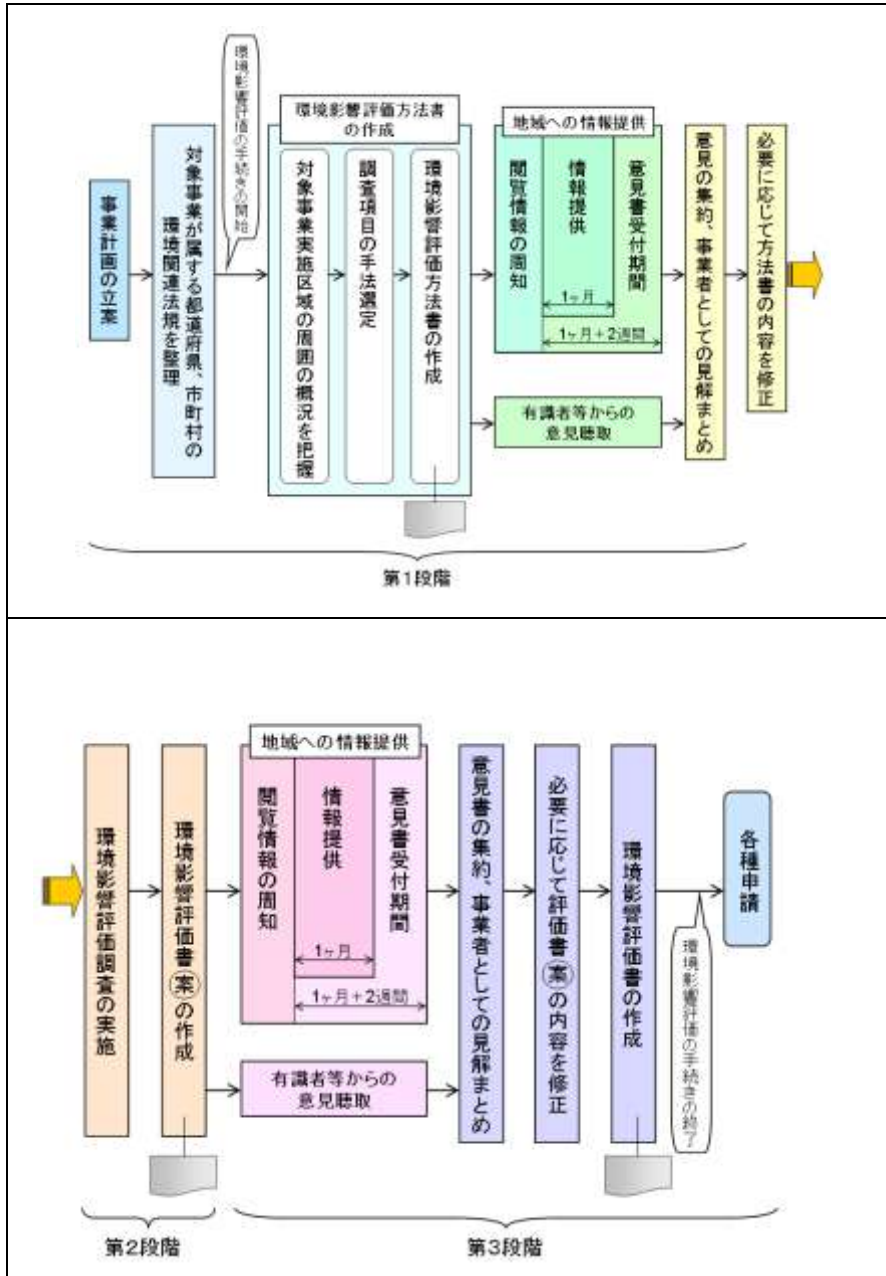 環境影響評価の手続きの開始
事業計画の立案
対象事業が属する都道府県、市町村の
環境関連法規を整理
環境影響評価方法書
の作成
対象事業実施区域の周囲の概況を把握
調査項目の手法選定
環境影響評価方法書の作成
地域への情報提供
閲覧情報の周知
情報提供
意見書受付期間
1ヶ月
1ヶ月+2週間
有識者等からの
意見聴取
意見の集約、事業者としての見解まとめ
必要に応じて方法書の内容を修正
第1段階
環境影響評価調査の実施
環境影響評価書案の作成
地域への情報提供
閲覧情報の周知
情報提供
意見書受付期間
1ヶ月
1ヶ月+2週間
有識者等からの
意見聴取
意見書の集約、事業者としての見解まとめ
必要に応じて評価書案の内容を修正
環境影響評価書の作成
環境影響評価の手続きの終了
各種申請
第2段階
第3段階